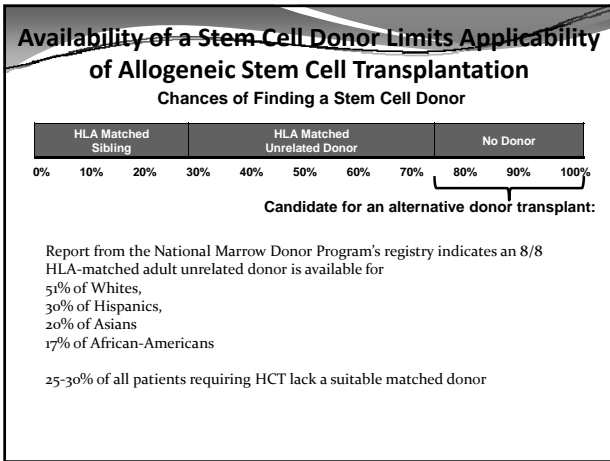 Availability of a Stem Cell Donor Limits Applicability
of Allogeneic Stem Cell Transplantation
Chances of Finding a Stem Cell Donor
HLA Matched Sibling HLA Matched Unrelated Donor No Donor
0% 10% 20% 30% 40% 50% 60% 70% 80% 90% 100%
Candidate for an alternative donor transplant:
Report from the National Marrow Donor Program's registry indicates an 8/8
HLA-matched adult unrelated donor is available for
51% of Whites,
30% of Hispanics,
20% of Asians
17% of African-Americans
25-30% of all patients requiring HCT lack a suitable matched donor